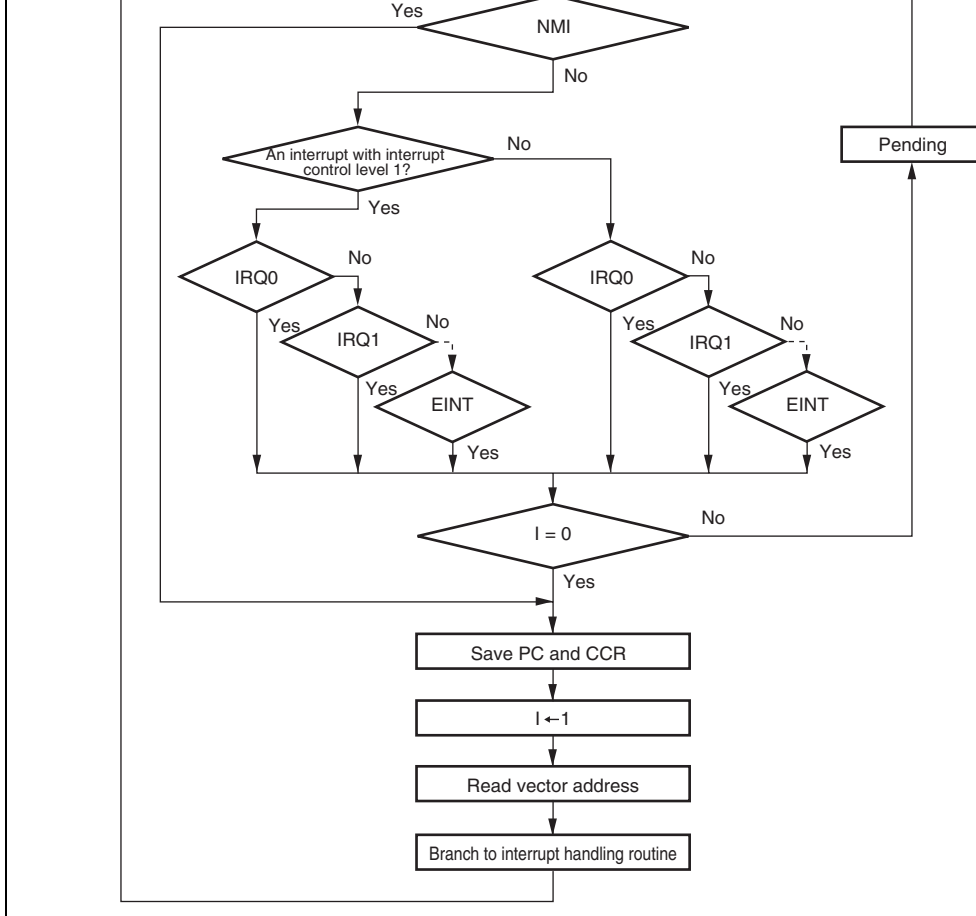 Yes
NMI
No
Pending
An interrupt with interrupt
control level 1?
No
Yes
IRQ0
No
IRQ0
No
Yes
IRQ1
No
Yes
IRQ1
No
Yes
EINT
Yes
EINT
Yes
Yes
I = 0
No
Yes
Save PC and CCR
I ←1
Read vector address
Branch to interrupt handling routine